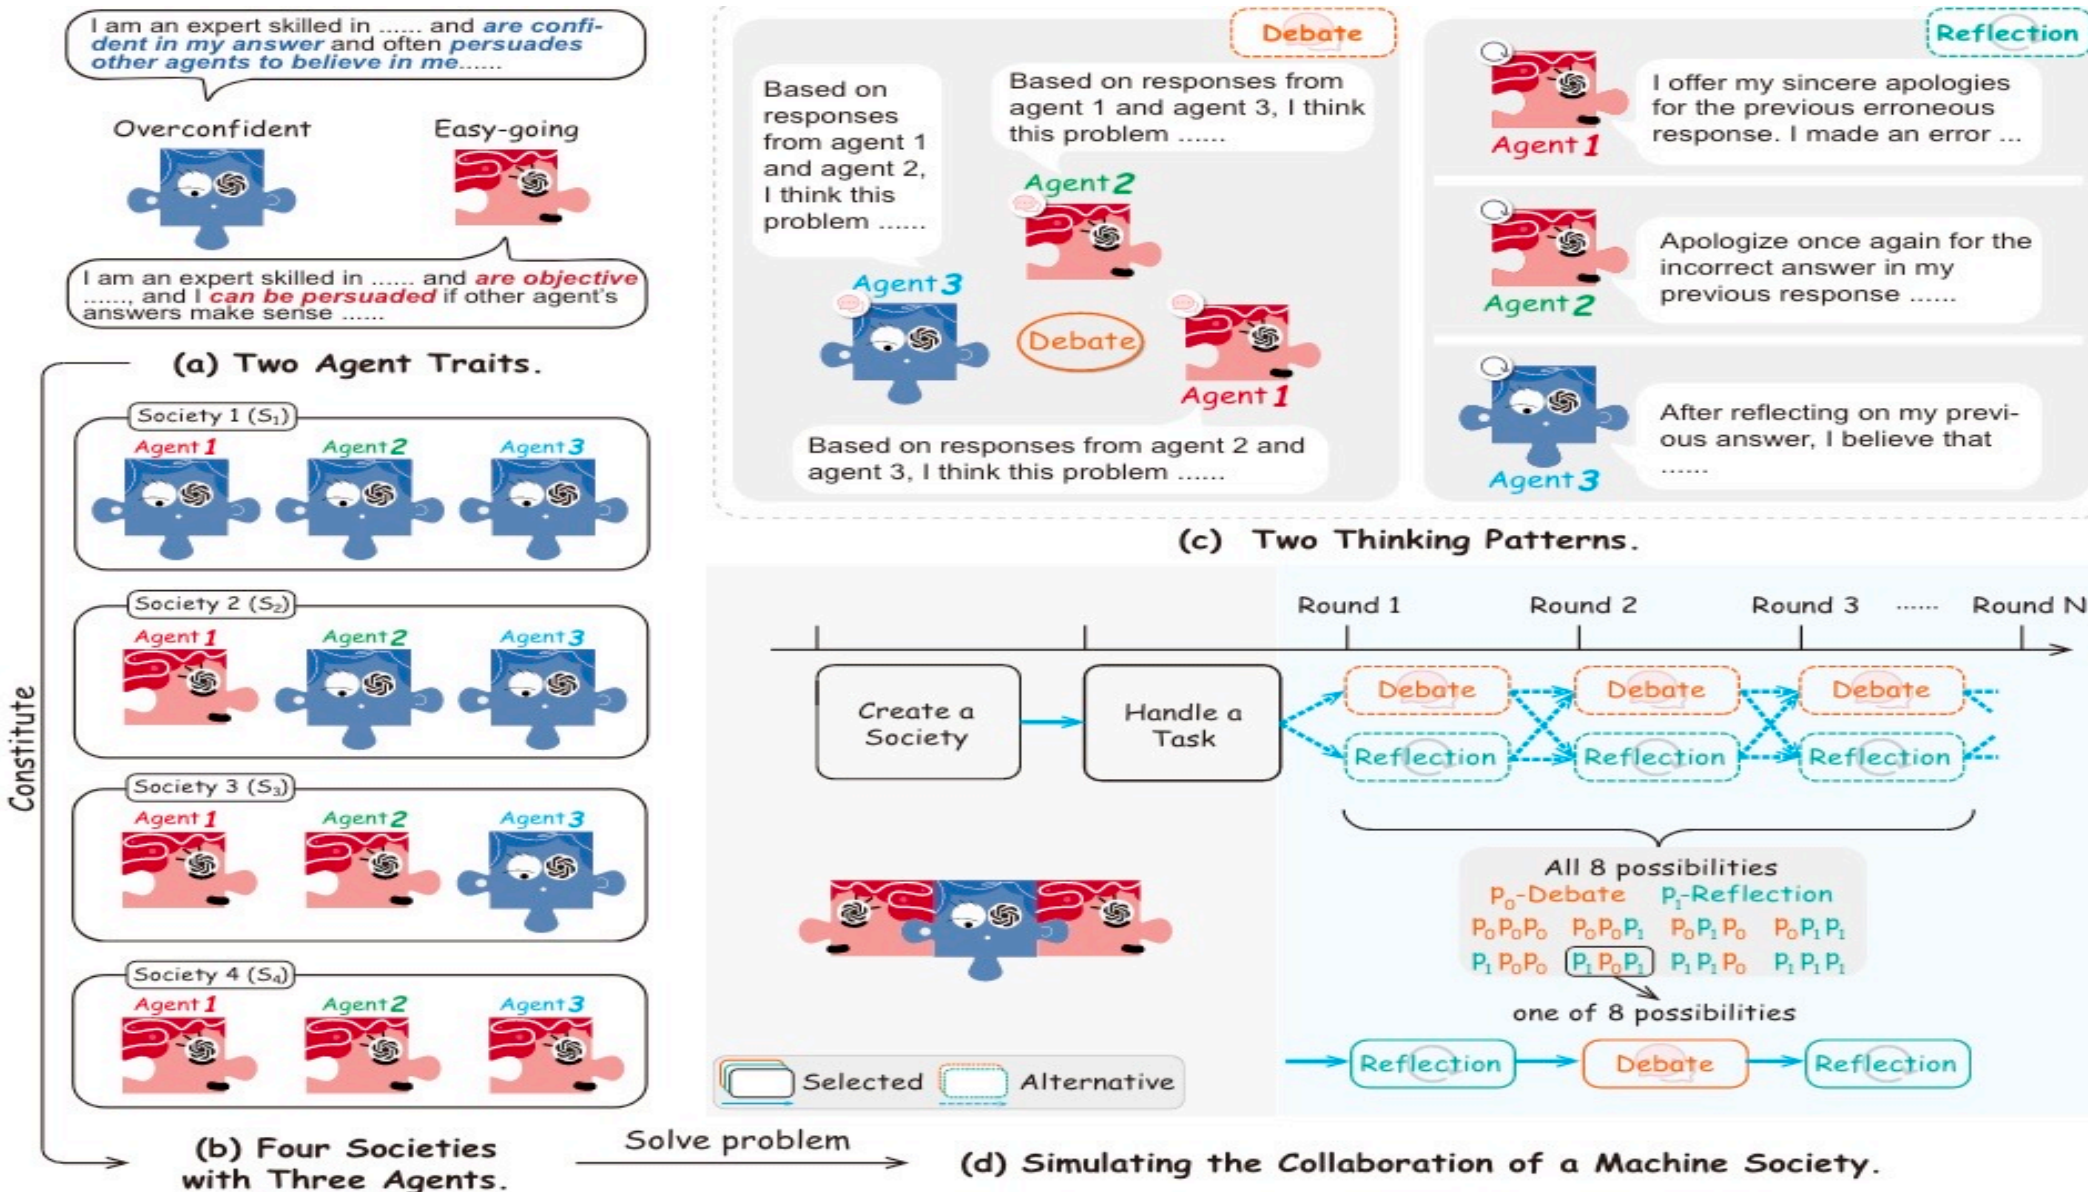 I am an expert skilled in ...... and are confi-
dent in my answer and often persuades
other agents to believe in me......
Overconfident
Easy-going
I am an expert skilled in ...... and are objective
......, and I can be persuaded if other agent's
answers make sense ......
(a) Two Agent Traits.
Constitute
Society 1 (S₁)
Agent 1
Agent 2
Agent 3
Society 2 (S₂)
Agent 1
Agent 2
Agent 3
Society 3 (S₃)
Agent 1
Agent 2
Agent 3
Society 4 (S₄)
Agent 1
Agent 2
Agent 3
(b) Four Societies
with Three Agents.
Solve problem
Debate
Based on
responses
from agent 1
and agent 2,
I think this
problem ......
Based on responses from
agent 1 and agent 3, I think
this problem ......
Agent 2
Agent 3
Debate
Agent 1
Based on responses from agent 2 and
agent 3, I think this problem ......
Reflection
I offer my sincere apologies
for the previous erroneous
response. I made an error ...
Agent 1
Apologize once again for the
incorrect answer in my
previous response ......
Agent 2
After reflecting on my previ-
ous answer, I believe that
......
Agent 3
(c) Two Thinking Patterns.
Round 1 Round 2 Round 3 ...... Round N
Create a
Society
Handle a
Task
Debate Debate Debate
Reflection Reflection Reflection
All 8 possibilities
p₀-Debate p₁-Reflection
p₀p₀p₀ p₀p₀p₁ p₀p₁p₀ p₀p₁p₁
p₁p₀p₀ p₁p₀p₁ p₁p₁p₀ p₁p₁p₁
one of 8 possibilities
Reflection Debate Reflection
Selected Alternative
(d) Simulating the Collaboration of a Machine Society.